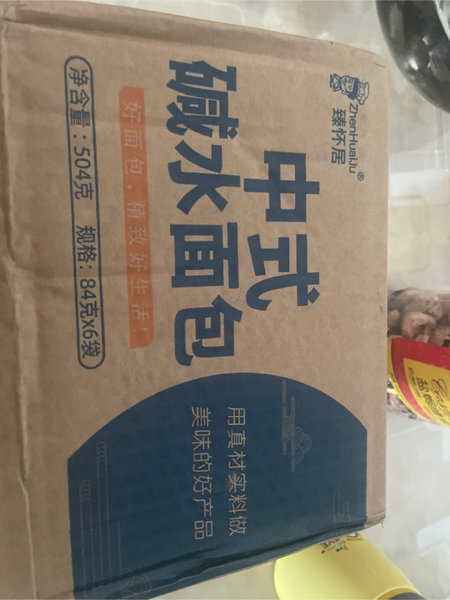 ZhenHuaiJu®
臻怀居
中式
碱水面包
好面包，精致好生活！
净含量：504克 规格：84克x6袋
用真材实料做
美味的好产品